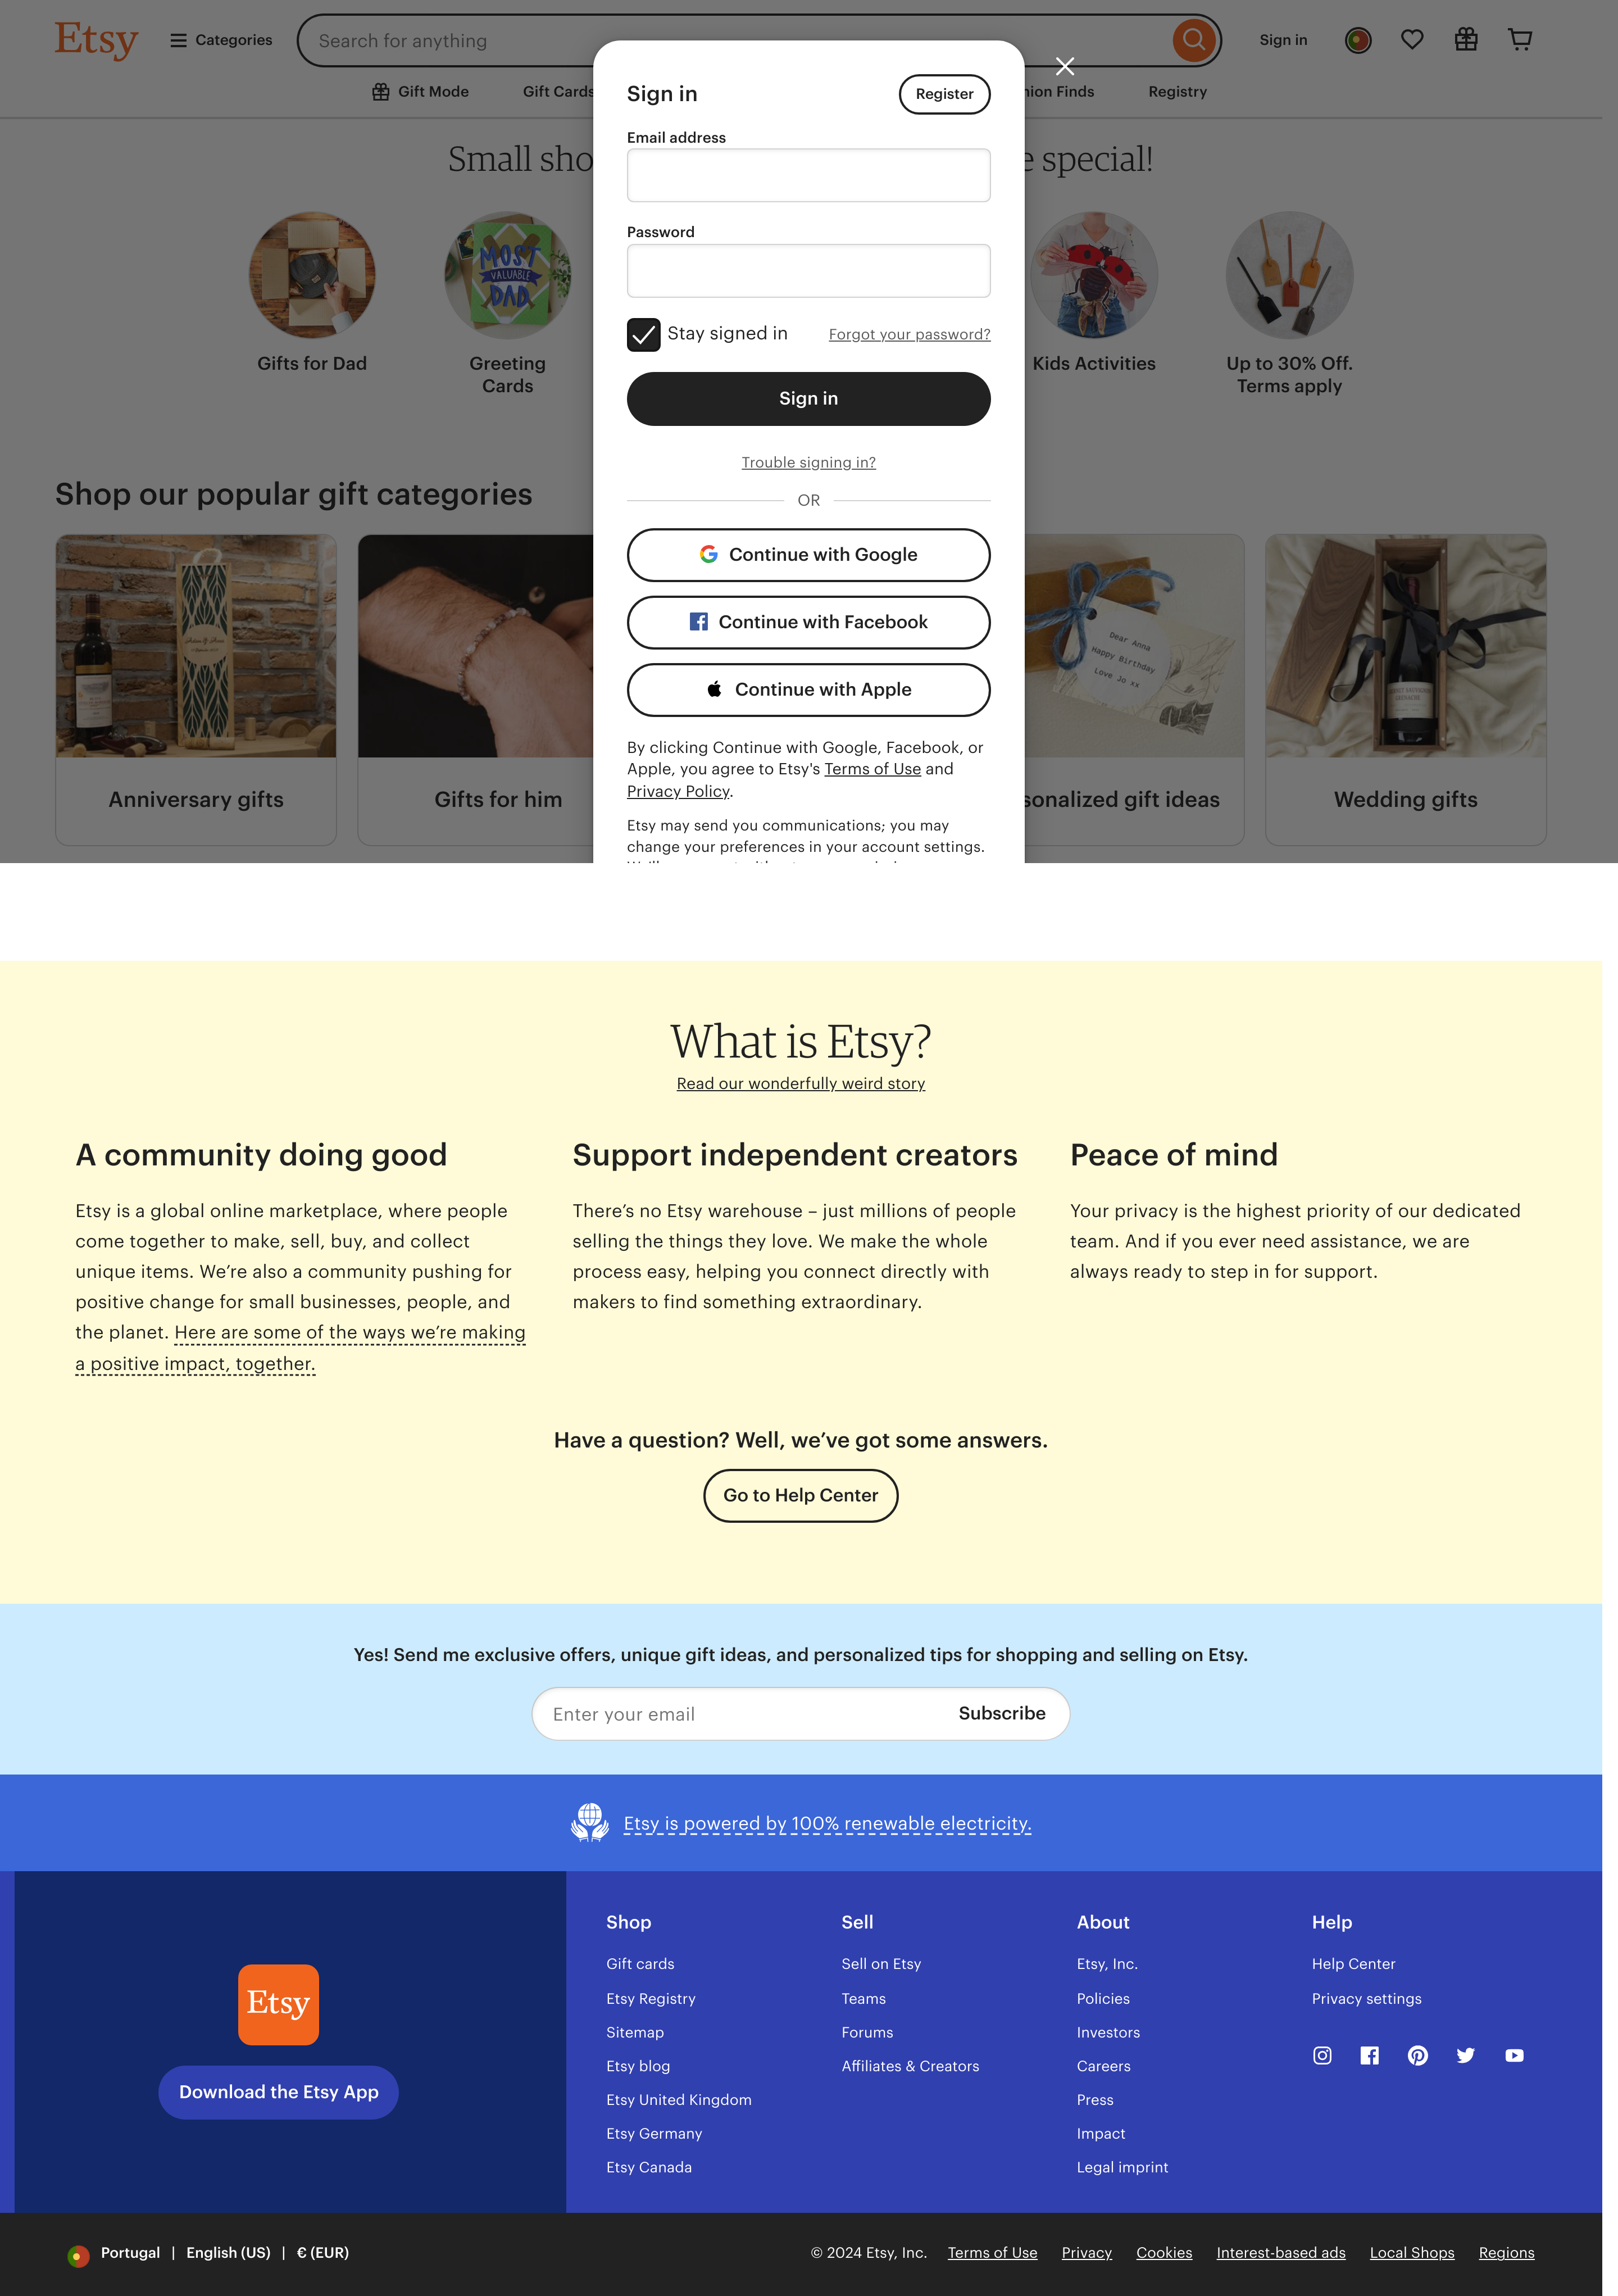 Etsy
Categories
Search for anything
Sign in
Gift Mode
Gift Cards
Registry
Small
special!
Sign in
Register
Email address
Password
Stay signed in
Forgot your password?
Sign in
Trouble signing in?
OR
Continue with Google
Continue with Facebook
Continue with Apple
By clicking Continue with Google, Facebook, or
Apple, you agree to Etsy's Terms of Use and
Privacy Policy.
Etsy may send you communications; you may
change your preferences in your account settings.
MOST
VALUABLE
DAD
Gifts for Dad
Greeting
Cards
Kids Activities
Up to 30% Off.
Terms apply
Shop our popular gift categories
Dear Anna
Happy Birthday
Love Jo xx
Anniversary gifts
Gifts for him
gift ideas
Wedding gifts
What is Etsy?
Read our wonderfully weird story
A community doing good
Etsy is a global online marketplace, where people
come together to make, sell, buy, and collect
unique items. We’re also a community pushing for
positive change for small businesses, people, and
the planet. Here are some of the ways we’re making
a positive impact, together.
Support independent creators
There’s no Etsy warehouse – just millions of people
selling the things they love. We make the whole
process easy, helping you connect directly with
makers to find something extraordinary.
Peace of mind
Your privacy is the highest priority of our dedicated
team. And if you ever need assistance, we are
always ready to step in for support.
Have a question? Well, we’ve got some answers.
Go to Help Center
Yes! Send me exclusive offers, unique gift ideas, and personalized tips for shopping and selling on Etsy.
Enter your email
Subscribe
Etsy is powered by 100% renewable electricity.
Etsy
Download the Etsy App
Shop
Gift cards
Etsy Registry
Sitemap
Etsy blog
Etsy United Kingdom
Etsy Germany
Etsy Canada
Sell
Sell on Etsy
Teams
Forums
Affiliates & Creators
About
Etsy, Inc.
Policies
Investors
Careers
Press
Impact
Legal imprint
Help
Help Center
Privacy settings
Portugal | English (US) | € (EUR)
© 2024 Etsy, Inc. Terms of Use Privacy Cookies Interest-based ads Local Shops Regions